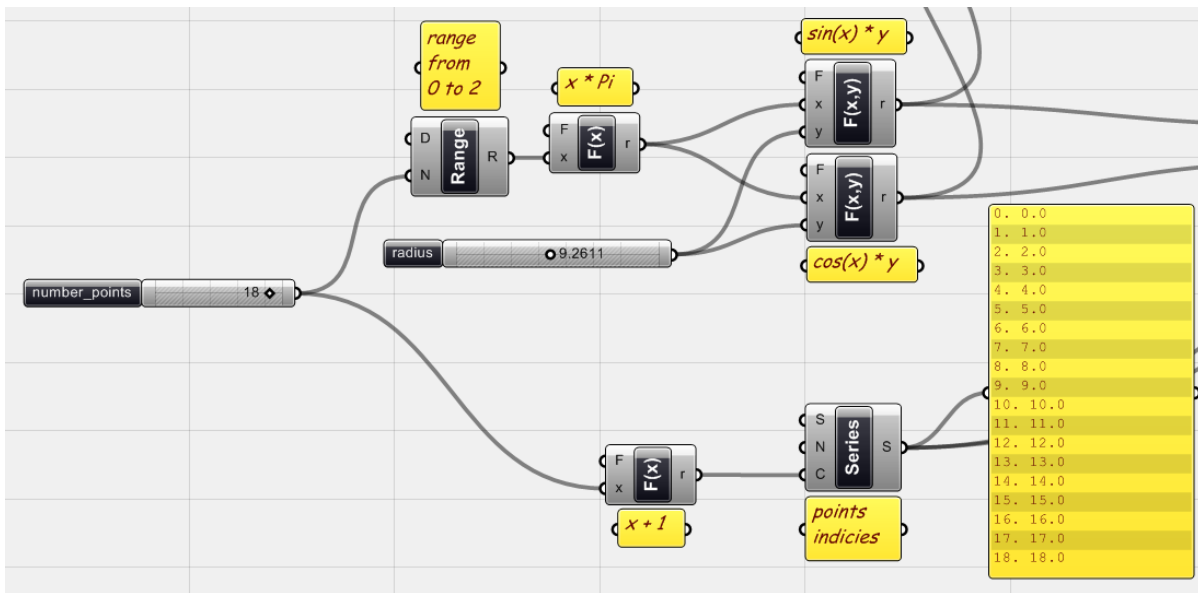 range
from
0 to 2
x * Pi
sin(x) * y
D
N
Range
R
F
x
F(x)
r
F
x
y
F(x,y)
r
F
x
y
F(x,y)
r
cos(x) * y
radius
9.2611
number_points
18
F
x
F(x)
r
x + 1
S
N
C
Series
S
points
indicies
0. 0.0
1. 1.0
2. 2.0
3. 3.0
4. 4.0
5. 5.0
6. 6.0
7. 7.0
8. 8.0
9. 9.0
10. 10.0
11. 11.0
12. 12.0
13. 13.0
14. 14.0
15. 15.0
16. 16.0
17. 17.0
18. 18.0